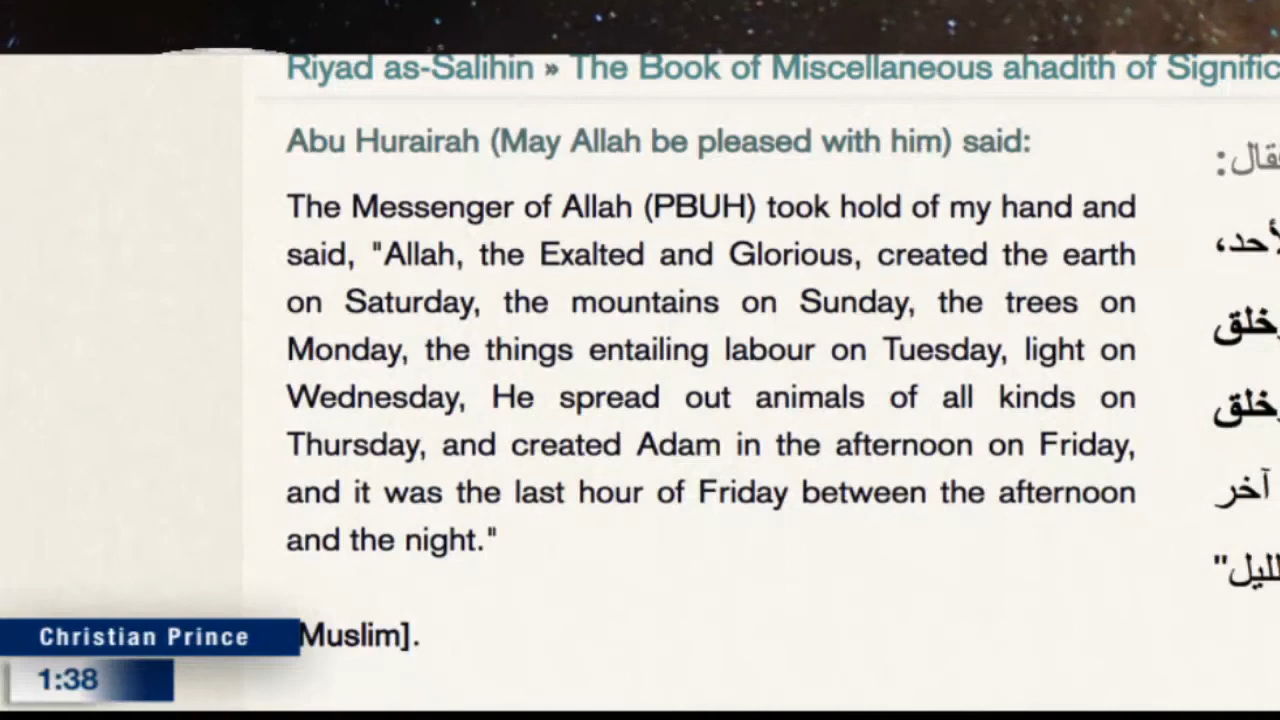 Riyad as-Salihin » The Book of Miscellaneous ahadith of Signific
Abu Hurairah (May Allah be pleased with him) said:
The Messenger of Allah (PBUH) took hold of my hand and
said, "Allah, the Exalted and Glorious, created the earth
on Saturday, the mountains on Sunday, the trees on
Monday, the things entailing labour on Tuesday, light on
Wednesday, He spread out animals of all kinds on
Thursday, and created Adam in the afternoon on Friday,
and it was the last hour of Friday between the afternoon
and the night."
Muslim].
فقال:
لأحد،
وخلق
وخلق
آخر
لليل"
Christian Prince
1:38